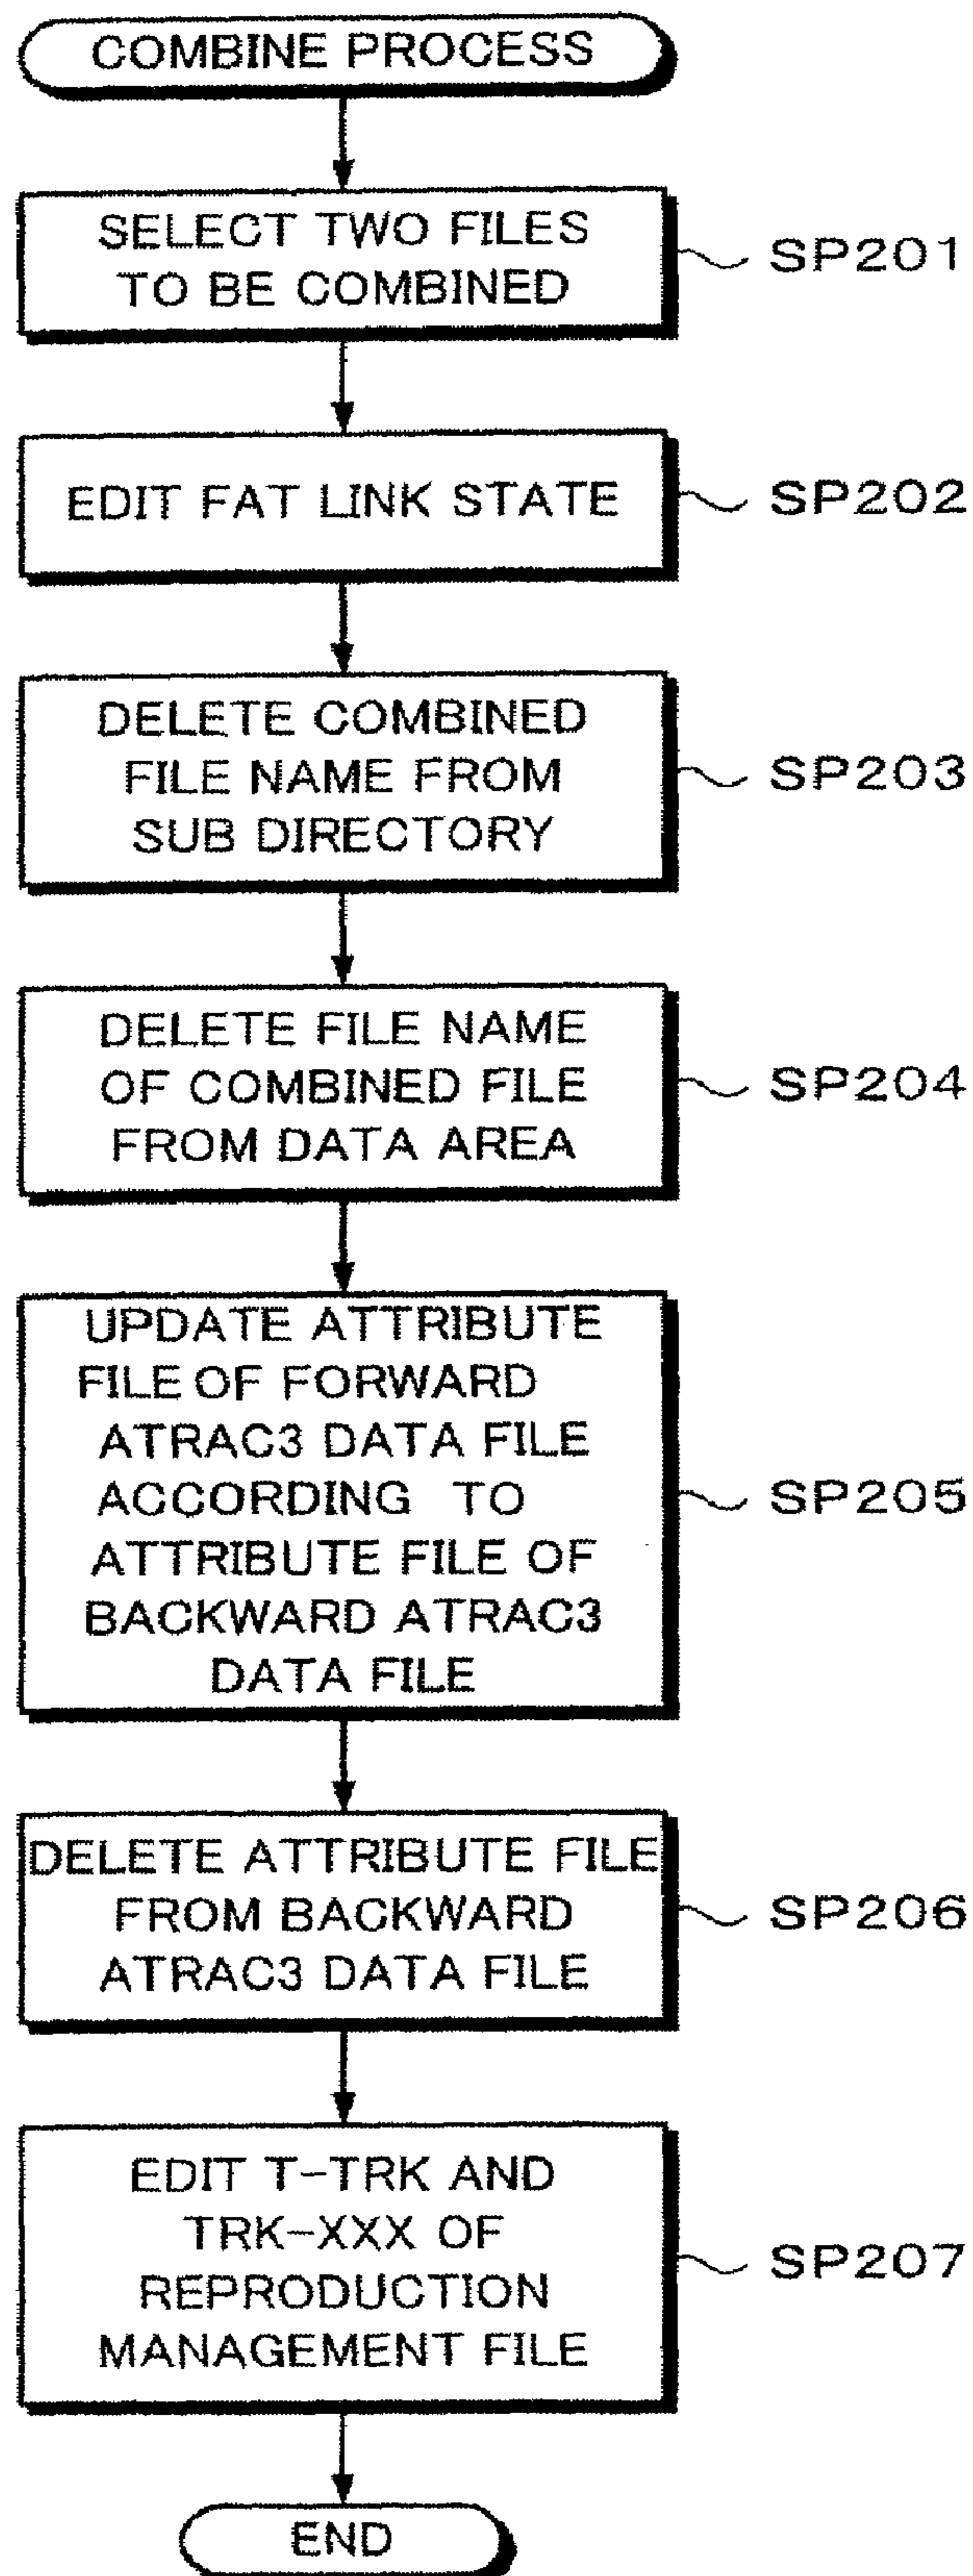 COMBINE PROCESS
SELECT TWO FILES
TO BE COMBINED
SP201
EDIT FAT LINK STATE
SP202
DELETE COMBINED
FILE NAME FROM
SUB DIRECTORY
SP203
DELETE FILE NAME
OF COMBINED FILE
FROM DATA AREA
SP204
UPDATE ATTRIBUTE
FILE OF FORWARD
ATRAC3 DATA FILE
ACCORDING TO
ATTRIBUTE FILE OF
BACKWARD ATRAC3
DATA FILE
SP205
DELETE ATTRIBUTE FILE
FROM BACKWARD
ATRAC3 DATA FILE
SP206
EDIT T-TRK AND
TRK-XXX OF
REPRODUCTION
MANAGEMENT FILE
SP207
END